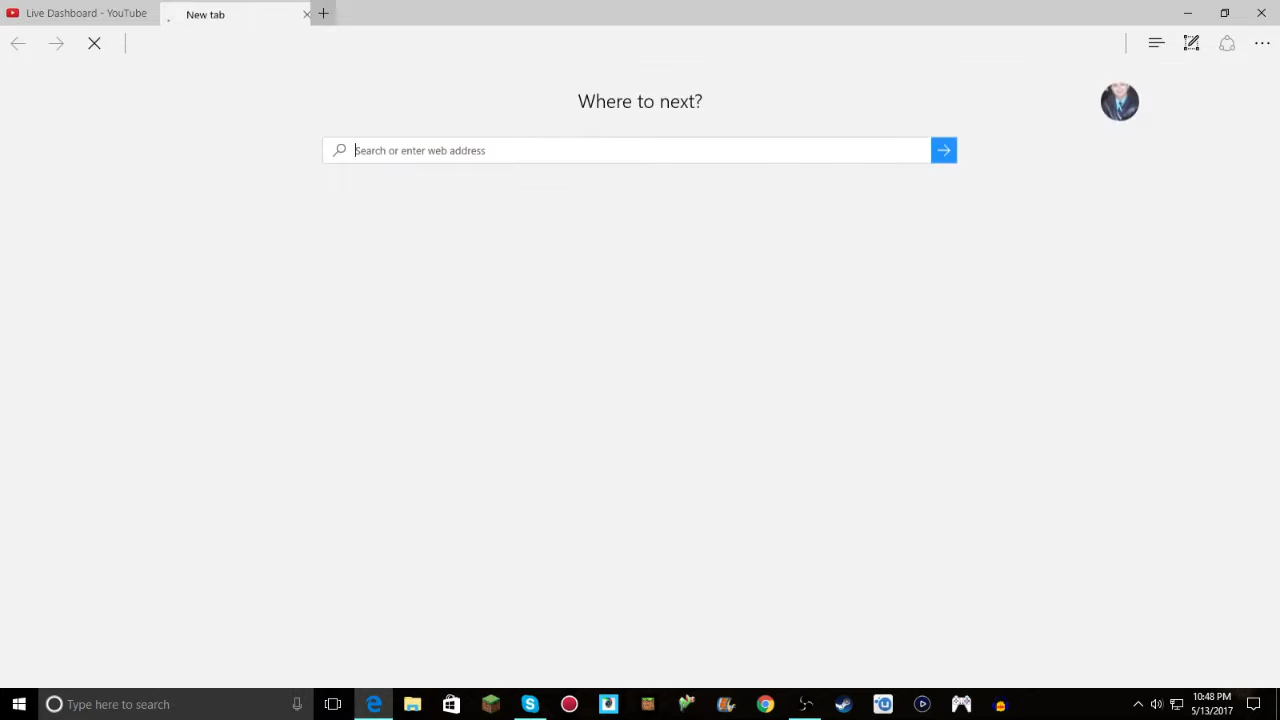 Live Dashboard - YouTube
New tab
Where to next?
Search or enter web address
Type here to search
10:48 PM
5/13/2017